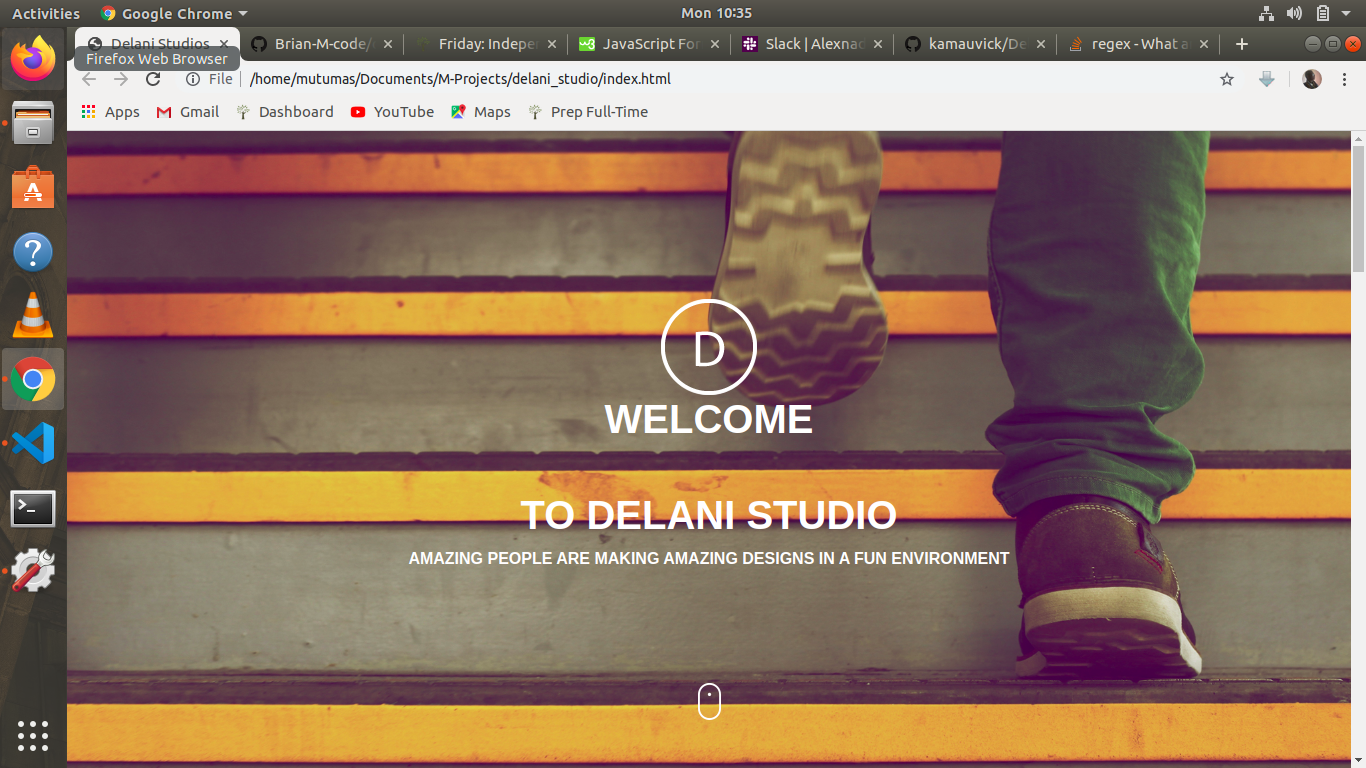 Activities
Google Chrome
Mon 10:35
Delani Studios
Brian-M-code/
Friday: Indeper
JavaScript For
Slack | Alexnad
kamauvick/De
regex - What a
Firefox Web Browser
File
/home/mutumas/Documents/M-Projects/delani_studio/index.html
Apps
Gmail
Dashboard
YouTube
Maps
Prep Full-Time
D
WELCOME
TO DELANI STUDIO
AMAZING PEOPLE ARE MAKING AMAZING DESIGNS IN A FUN ENVIRONMENT